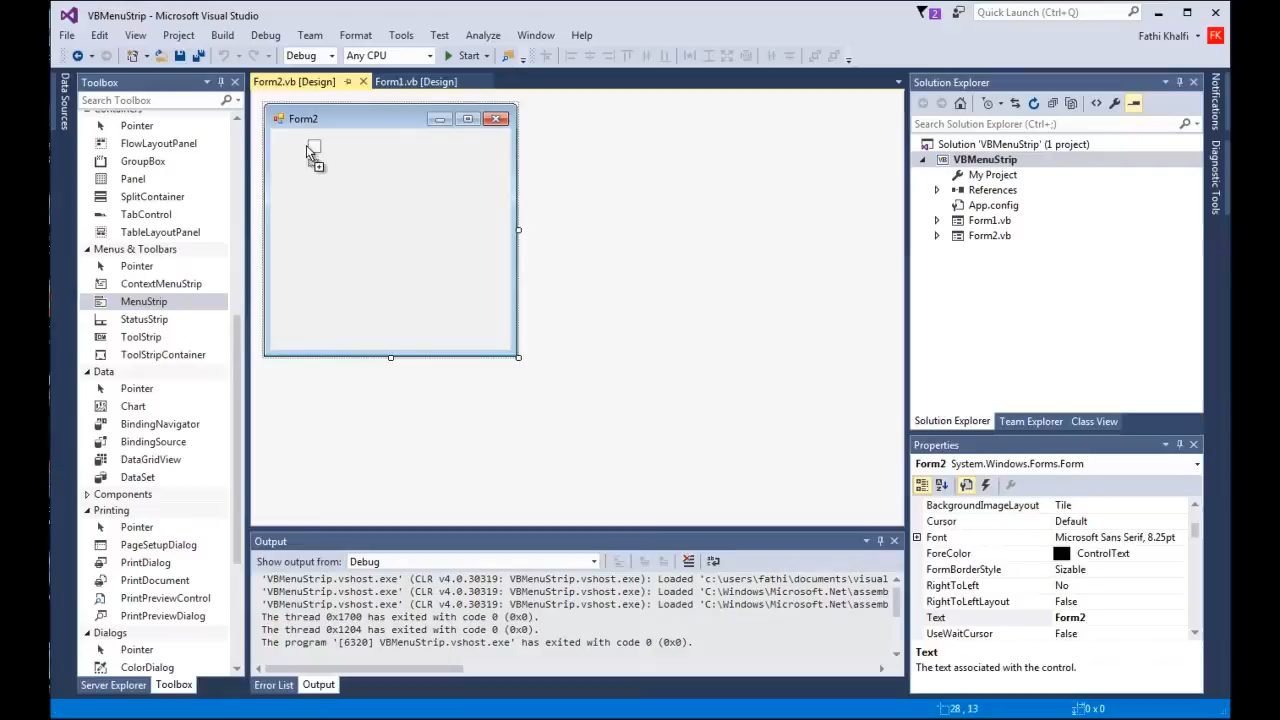 VBMenuStrip - Microsoft Visual Studio
2
Quick Launch (Ctrl+Q)
File Edit View Project Build Debug Team Format Tools Test Analyze Window Help
Fathi Khalfi
FK
Debug
Any CPU
Start
Data Sources
Toolbox
Search Toolbox
Pointer
FlowLayoutPanel
GroupBox
Panel
SplitContainer
TabControl
TableLayoutPanel
Menus & Toolbars
Pointer
ContextMenuStrip
MenuStrip
StatusStrip
ToolStrip
ToolStripContainer
Data
Pointer
Chart
BindingNavigator
BindingSource
DataGridView
DataSet
Components
Printing
Pointer
PageSetupDialog
PrintDialog
PrintDocument
PrintPreviewControl
PrintPreviewDialog
Dialogs
Pointer
ColorDialog
Server Explorer
Toolbox
Form2.vb [Design]
Form1.vb [Design]
Form2
Output
Show output from: Debug
'VBMenuStrip.vshost.exe' (CLR v4.0.30319: VBMenuStrip.vshost.exe): Loaded 'c:\users\fathi\documents\visual
'VBMenuStrip.vshost.exe' (CLR v4.0.30319: VBMenuStrip.vshost.exe): Loaded 'C:\Windows\Microsoft.Net\assemb
'VBMenuStrip.vshost.exe' (CLR v4.0.30319: VBMenuStrip.vshost.exe): Loaded 'C:\Windows\Microsoft.Net\assemb
The thread 0x1700 has exited with code 0 (0x0).
The thread 0x1204 has exited with code 0 (0x0).
The program '[6320] VBMenuStrip.vshost.exe' has exited with code 0 (0x0).
Error List
Output
Solution Explorer
Search Solution Explorer (Ctrl+;)
Solution 'VBMenuStrip' (1 project)
VB VBMenuStrip
My Project
References
App.config
Form1.vb
Form2.vb
Solution Explorer
Team Explorer
Class View
Notifications
Diagnostic Tools
Properties
Form2 System.Windows.Forms.Form
BackgroundImageLayout Tile
Cursor Default
Font Microsoft Sans Serif, 8.25pt
ForeColor ControlText
FormBorderStyle Sizable
RightToLeft No
RightToLeftLayout False
Text Form2
UseWaitCursor False
Text
The text associated with the control.
28 , 13
0 x 0